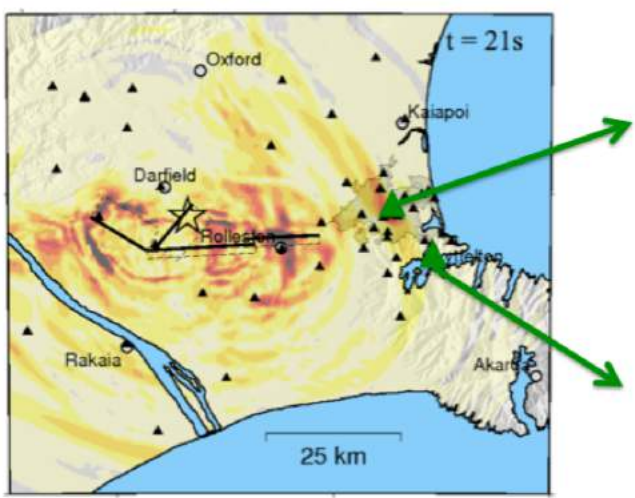 t = 21s
Oxford
Kaiapoi
Darfield
Rolleston
Rakaia
25 km